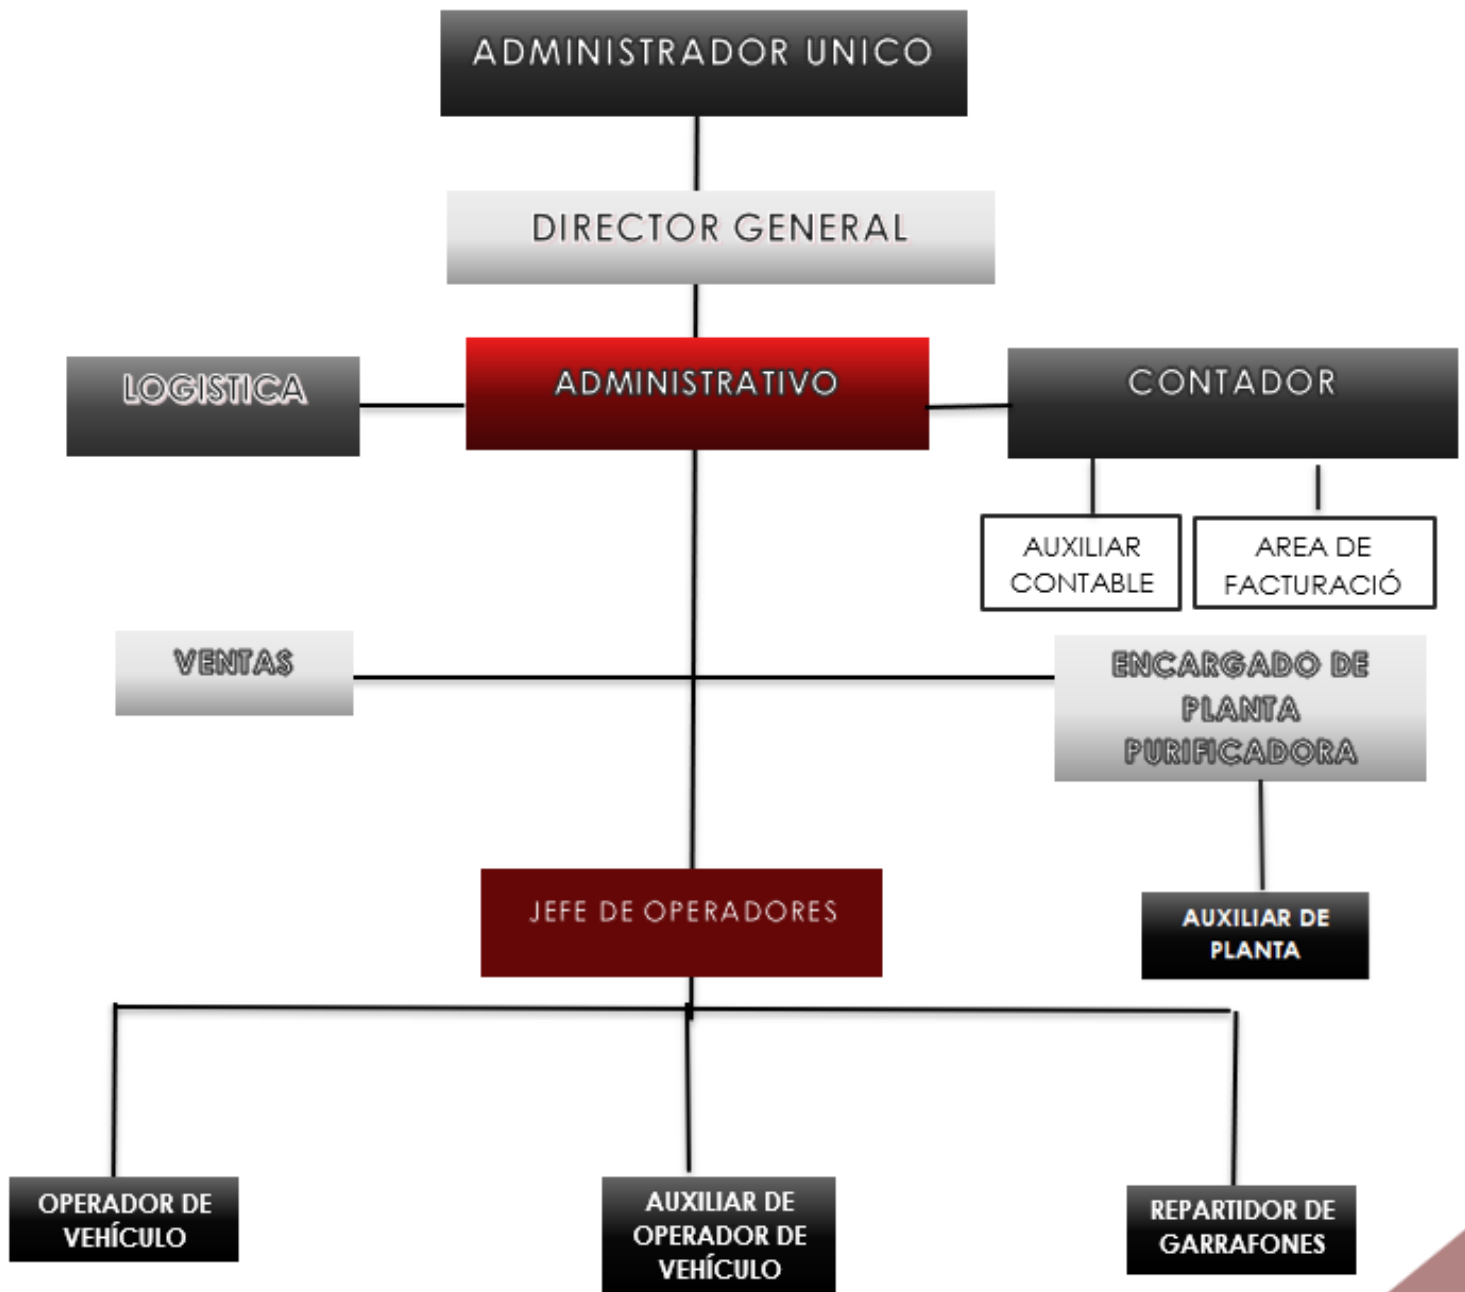 ADMINISTRADOR UNICO
DIRECTOR GENERAL
LOGISTICA
ADMINISTRATIVO
CONTADOR
AUXILIAR
CONTABLE
AREA DE
FACTURACIÓ
VENTAS
ENCARGADO DE
PLANTA
PURIFICADORA
JEFE DE OPERADORES
AUXILIAR DE
PLANTA
OPERADOR DE
VEHÍCULO
AUXILIAR DE
OPERADOR DE
VEHÍCULO
REPARTIDOR DE
GARRAFONES